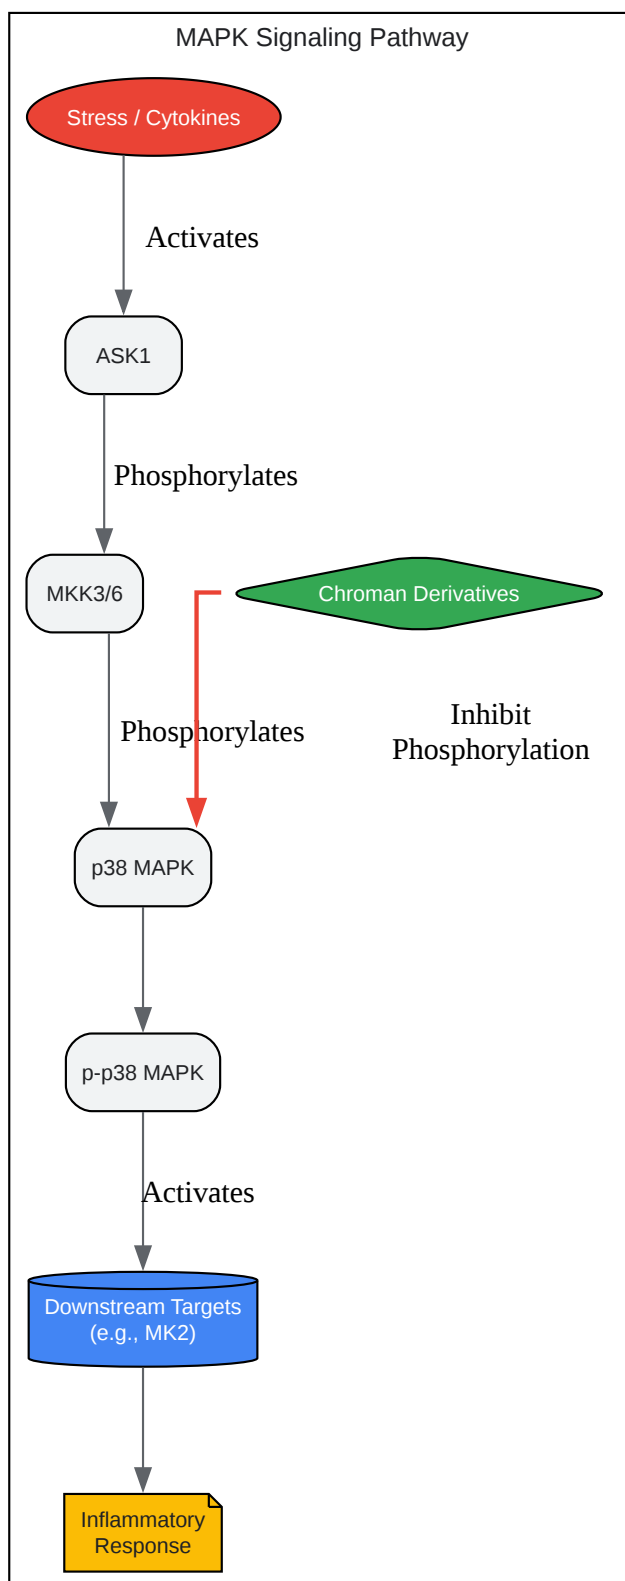 MAPK Signaling Pathway
Stress / Cytokines
Activates
ASK1
Phosphorylates
MKK3/6
Chroman Derivatives
Phosphorylates
Inhibit
Phosphorylation
p38 MAPK
p-p38 MAPK
Activates
Downstream Targets
(e.g., MK2)
Inflammatory
Response